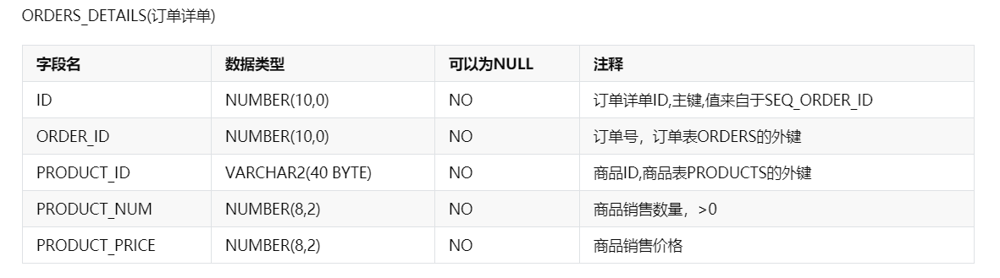 ORDERS_DETAILS(订单详单)
字段名 数据类型 可以为NULL 注释
ID NUMBER(10,0) NO 订单详单ID,主键,值来自于SEQ_ORDER_ID
ORDER_ID NUMBER(10,0) NO 订单号，订单表ORDERS的外键
PRODUCT_ID VARCHAR2(40 BYTE) NO 商品ID,商品表PRODUCTS的外键
PRODUCT_NUM NUMBER(8,2) NO 商品销售数量，>0
PRODUCT_PRICE NUMBER(8,2) NO 商品销售价格